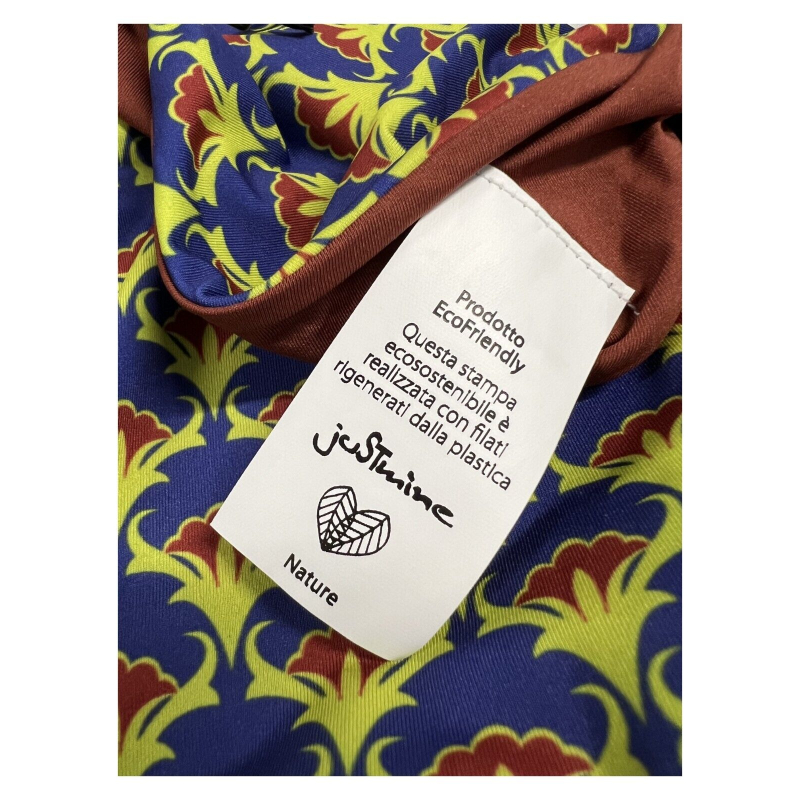 Prodotto
EcoFriendly
Questa stampa
ecosostenibile è
realizzata con filati
rigenerati dalla plastica
jusTmine
Nature